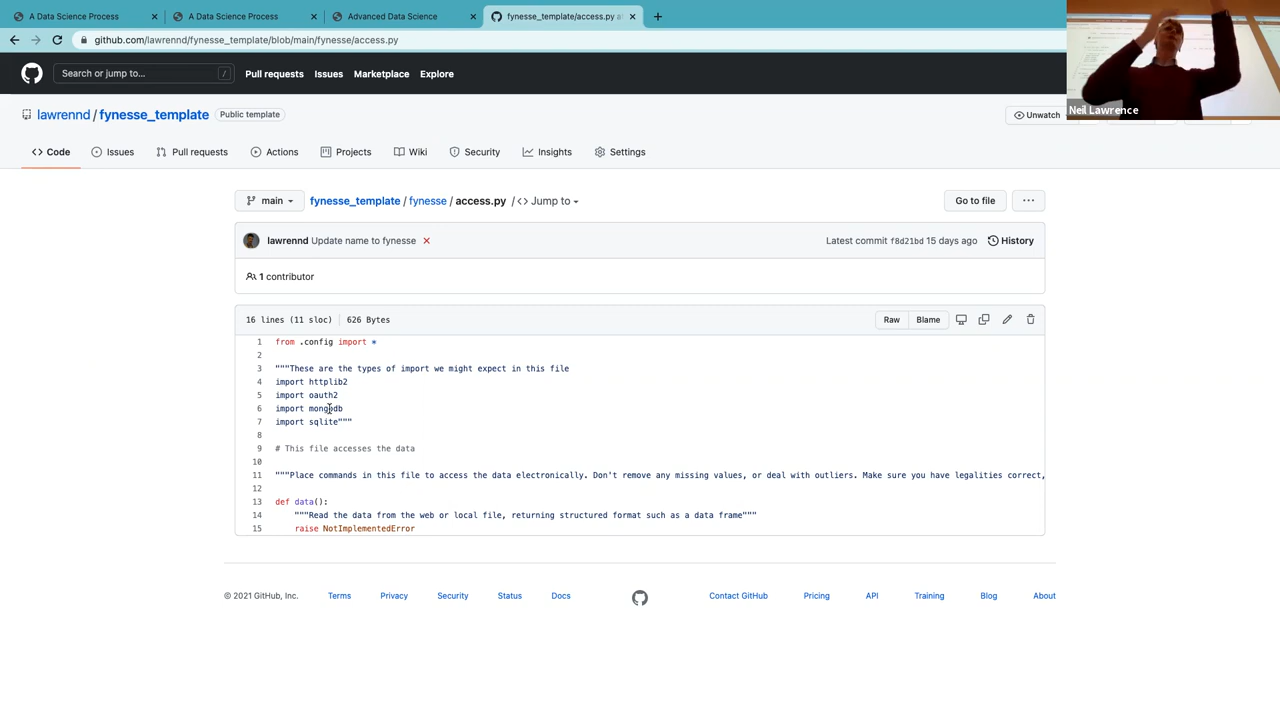 A Data Science Process
A Data Science Process
Advanced Data Science
fynesse_template/access.py a
github.com/lawrennd/fynesse_template/blob/main/fynesse/access.py
Search or jump to...
/
Pull requests
Issues
Marketplace
Explore
Neil Lawrence
lawrennd / fynesse_template
Public template
Unwatch
Code
Issues
Pull requests
Actions
Projects
Wiki
Security
Insights
Settings
main
fynesse_template / fynesse / access.py / <> Jump to
Go to file
...
lawrennd Update name to fynesse
Latest commit f8d21bd 15 days ago
History
1 contributor
16 lines (11 sloc) | 626 Bytes
Raw
Blame
1 from .config import *
2
3 """These are the types of import we might expect in this file
4 import httplib2
5 import oauth2
6 import mongodb
7 import sqlite"""
8
9 # This file accesses the data
10
11 """Place commands in this file to access the data electronically. Don't remove any missing values, or deal with outliers. Make sure you have legalities correct,
12
13 def data():
14 """Read the data from the web or local file, returning structured format such as a data frame"""
15 raise NotImplementedError
© 2021 GitHub, Inc.
Terms
Privacy
Security
Status
Docs
Contact GitHub
Pricing
API
Training
Blog
About